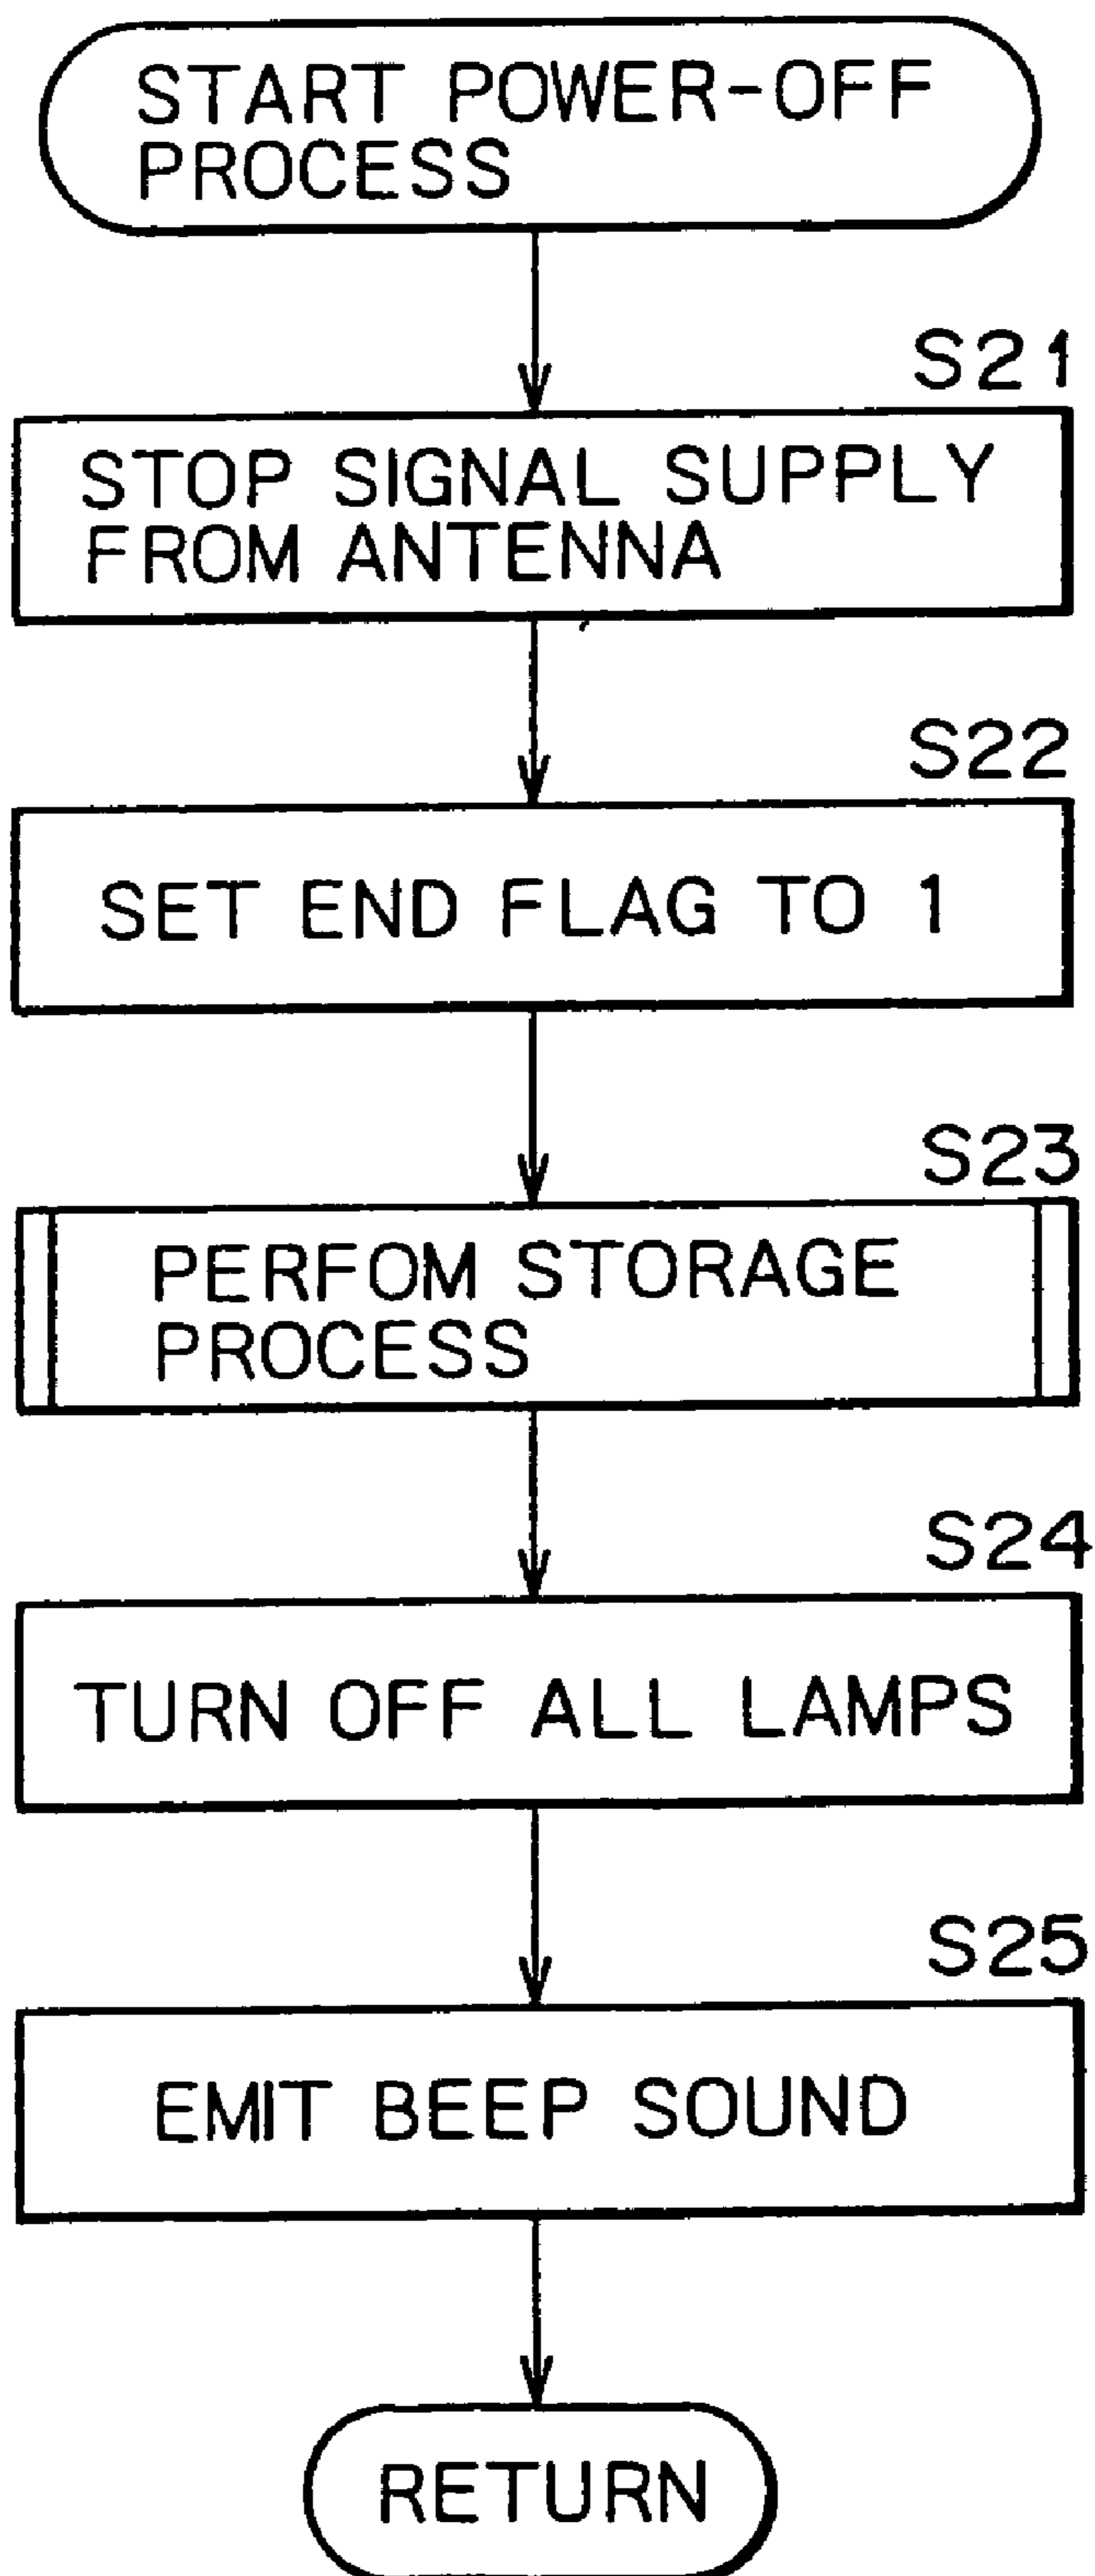 START POWER-OFF
PROCESS
S21
STOP SIGNAL SUPPLY
FROM ANTENNA
S22
SET END FLAG TO 1
S23
PERFOM STORAGE
PROCESS
S24
TURN OFF ALL LAMPS
S25
EMIT BEEP SOUND
RETURN